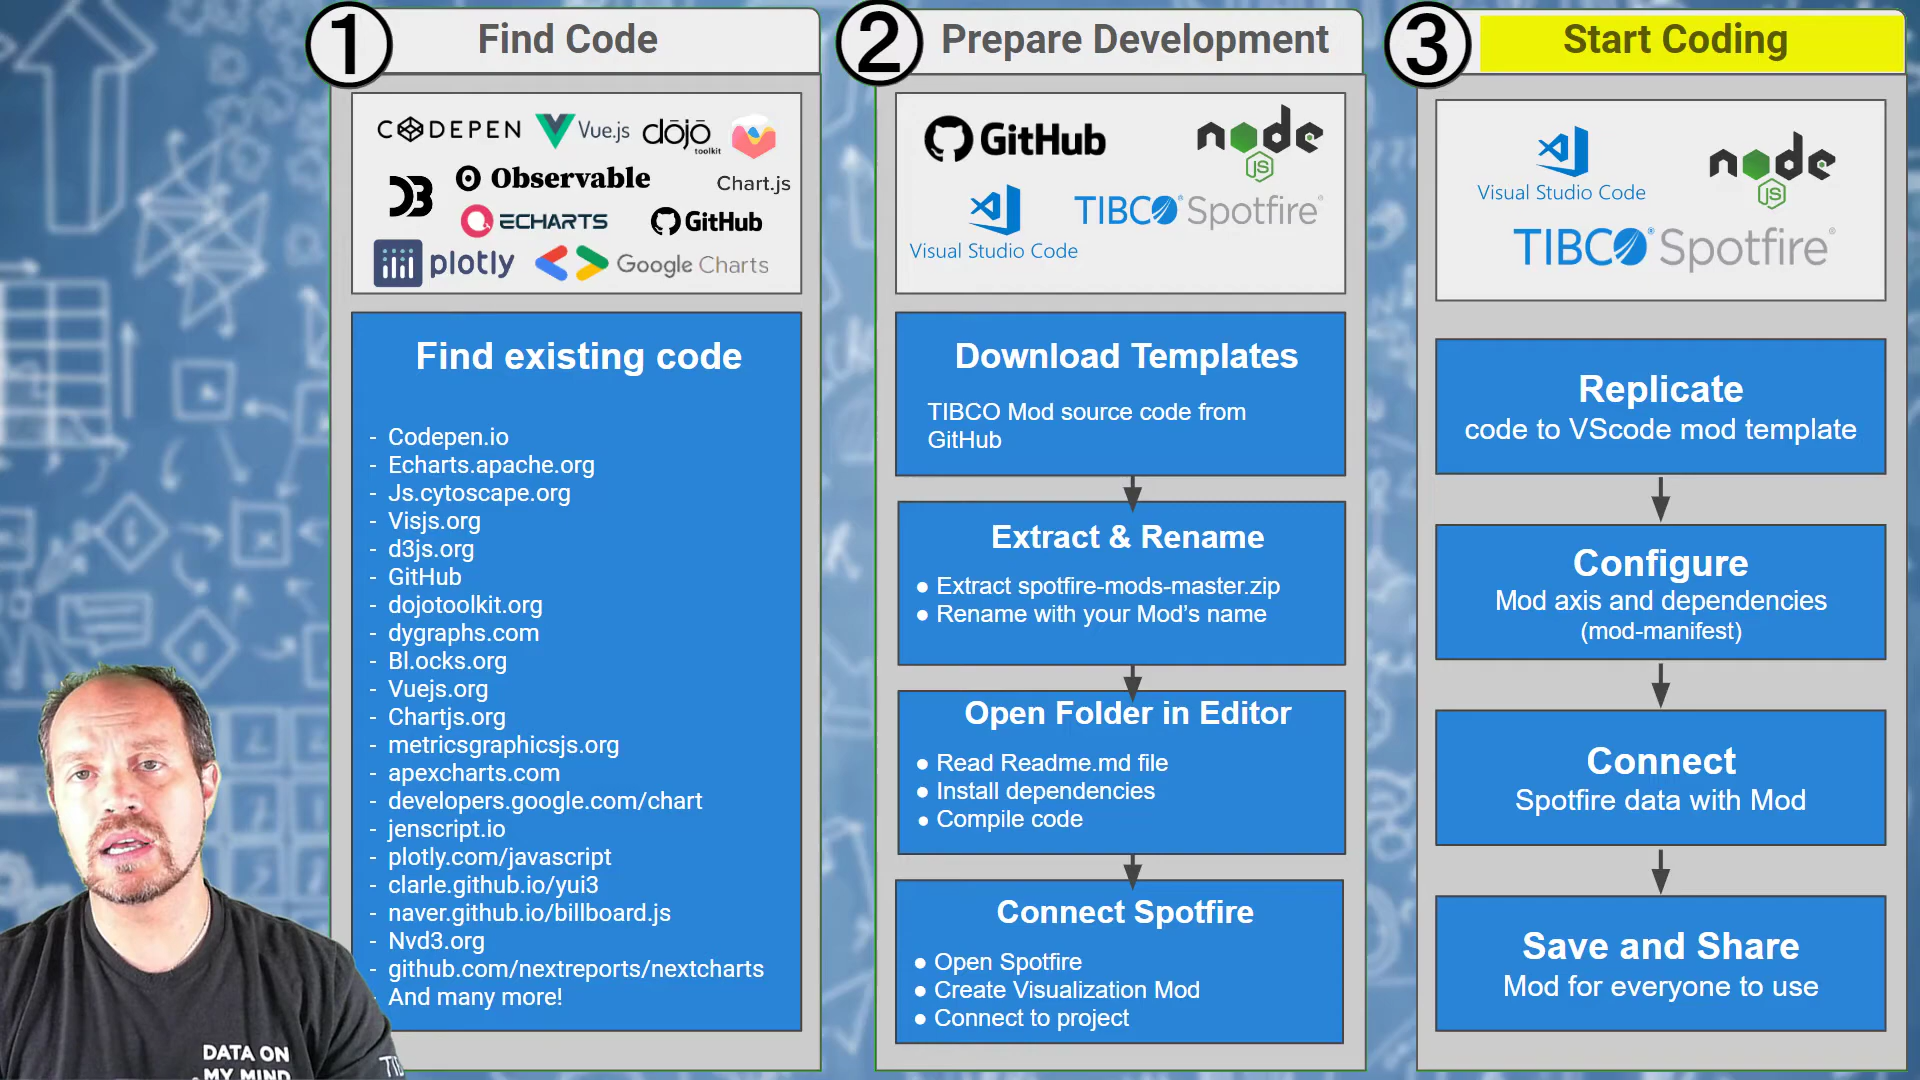 1
Find Code
CODEPEN
Vue.js
dōjō
toolkit
D3
Observable
Chart.js
ECHARTS
GitHub
plotly
Google Charts
Find existing code
- Codepen.io
- Echarts.apache.org
- Js.cytoscape.org
- Visjs.org
- d3js.org
- GitHub
- dojotoolkit.org
- dygraphs.com
- Bl.ocks.org
- Vuejs.org
- Chartjs.org
- metricsgraphicsjs.org
- apexcharts.com
- developers.google.com/chart
- jenscript.io
- plotly.com/javascript
- clarle.github.io/yui3
- naver.github.io/billboard.js
- Nvd3.org
- github.com/nextreports/nextcharts
- And many more!
2
Prepare Development
GitHub
node
JS
Visual Studio Code
TIBCO® Spotfire®
Download Templates
TIBCO Mod source code from
GitHub
Extract & Rename
● Extract spotfire-mods-master.zip
● Rename with your Mod’s name
Open Folder in Editor
● Read Readme.md file
● Install dependencies
● Compile code
Connect Spotfire
● Open Spotfire
● Create Visualization Mod
● Connect to project
3
Start Coding
Visual Studio Code
node
JS
TIBCO® Spotfire®
Replicate
code to VScode mod template
Configure
Mod axis and dependencies
(mod-manifest)
Connect
Spotfire data with Mod
Save and Share
Mod for everyone to use
DATA ON
MY MIND